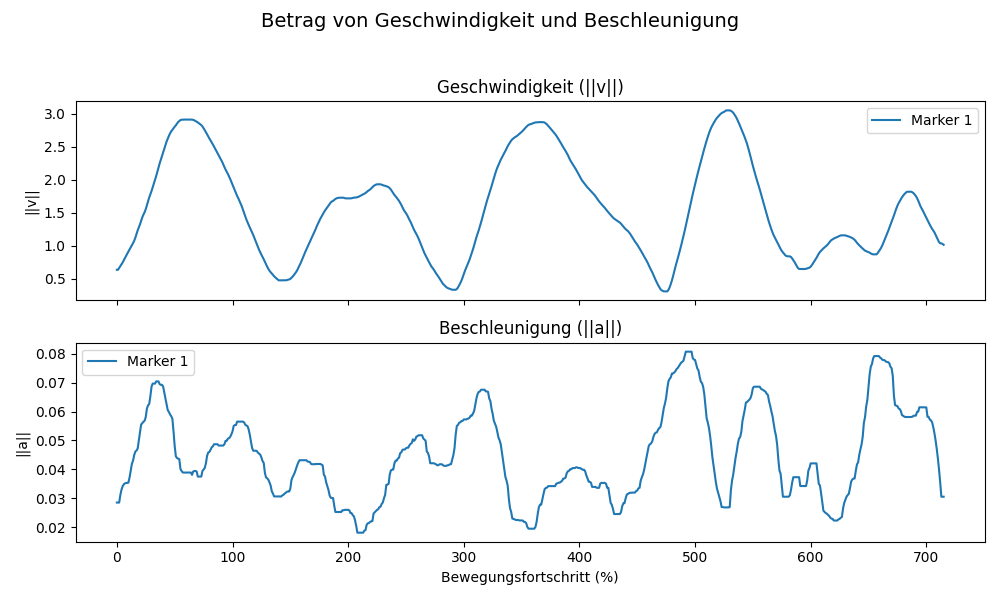 Betrag von Geschwindigkeit und Beschleunigung
Geschwindigkeit (||v||)
3.0
2.5
2.0
1.5
1.0
0.5
||v||
Marker 1
Beschleunigung (||a||)
0.08
0.07
0.06
0.05
0.04
0.03
0.02
||a||
Marker 1
0 100 200 300 400 500 600 700
Bewegungsfortschritt (%)